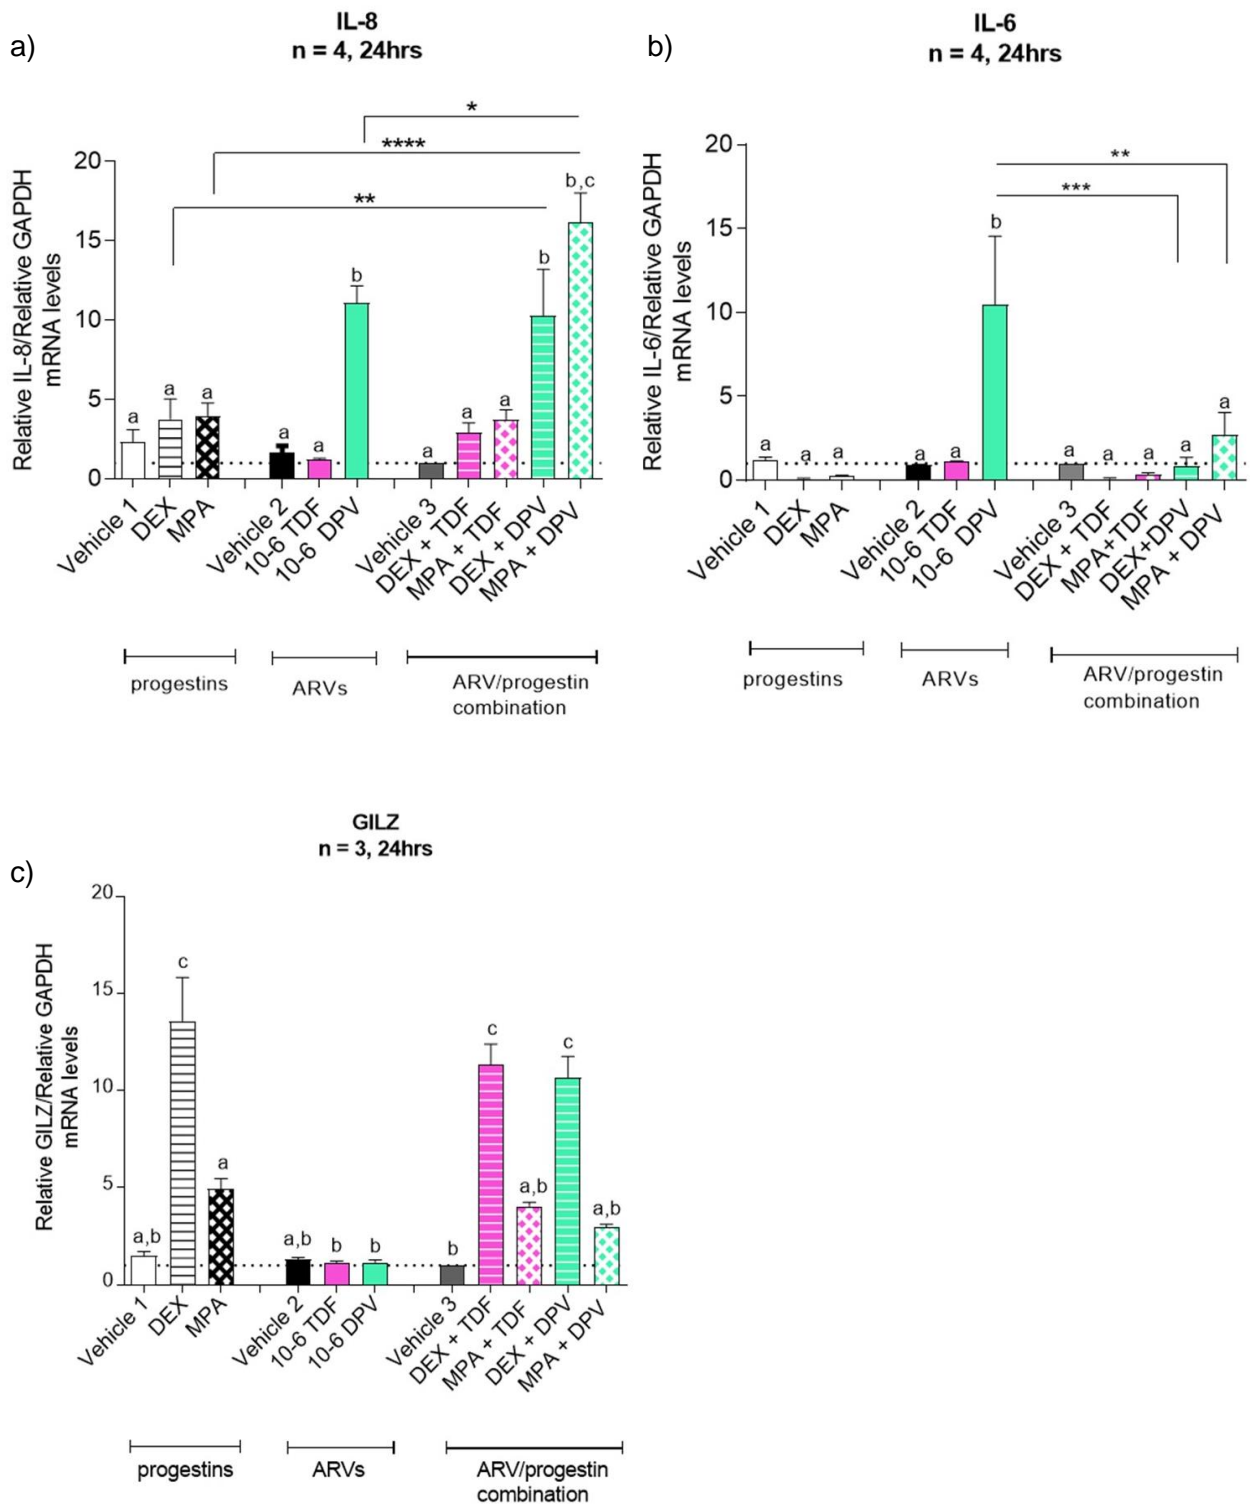 a)
IL-8
n = 4, 24hrs
Relative IL-8/Relative GAPDH
mRNA levels
20
15
10
5
0
*
****
**
a
a
a
a
a
b
a
a
a
b
b,c
Vehicle 1
DEX
MPA
Vehicle 2
10-6 TDF
10-6 DPV
Vehicle 3
DEX + TDF
MPA + TDF
DEX + DPV
MPA + DPV
progestins
ARVs
ARV/progestin
combination
b)
IL-6
n = 4, 24hrs
Relative IL-6/Relative GAPDH
mRNA levels
20
15
10
5
0
**
***
a
a
a
a
a
b
a
a
a
a
a
Vehicle 1
DEX
MPA
Vehicle 2
10-6 TDF
10-6 DPV
Vehicle 3
DEX + TDF
MPA+TDF
DEX+DPV
MPA + DPV
progestins
ARVs
ARV/progestin
combination
c)
GILZ
n = 3, 24hrs
Relative GILZ/Relative GAPDH
mRNA levels
20
15
10
5
0
a,b
c
a
a,b
b
b
b
c
a,b
c
a,b
Vehicle 1
DEX
MPA
Vehicle 2
10-6 TDF
10-6 DPV
Vehicle 3
DEX + TDF
MPA + TDF
DEX + DPV
MPA + DPV
progestins
ARVs
ARV/progestin
combination